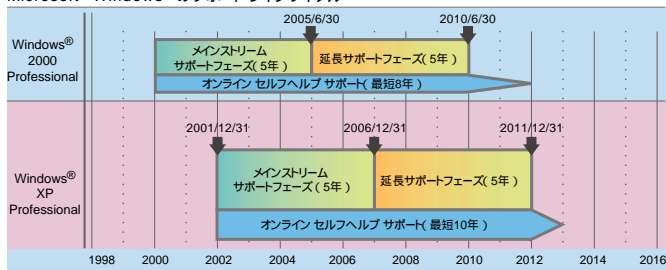 Microsoft® Windows® のサポート ライフサイクル
2005/6/30
2010/6/30
Windows®
2000
Professional
メインストリーム
サポートフェーズ(5年)
延長サポートフェーズ(5年)
オンライン セルフヘルプ サポート(最短8年)
2001/12/31
2006/12/31
2011/12/31
Windows®
XP
Professional
メインストリーム
サポートフェーズ(5年)
延長サポートフェーズ(5年)
オンライン セルフヘルプ サポート(最短10年)
1998 2000 2002 2004 2006 2008 2010 2012 2014 2016